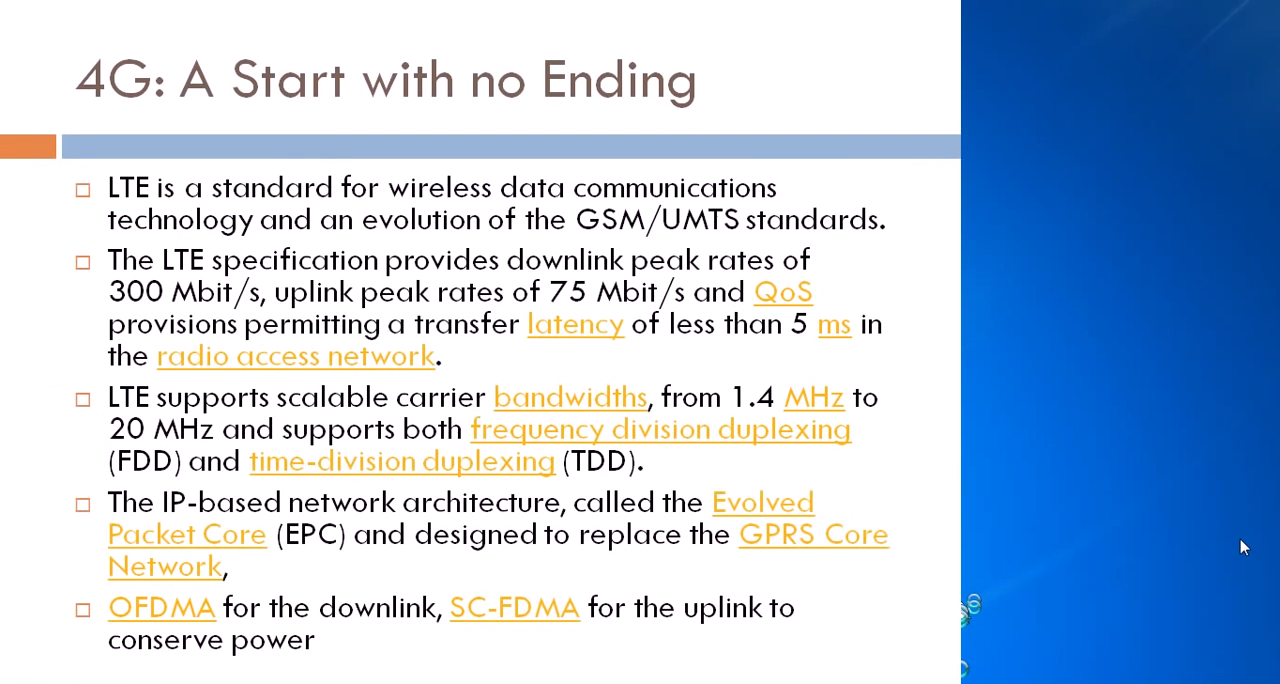 4G: A Start with no Ending
LTE is a standard for wireless data communications
technology and an evolution of the GSM/UMTS standards.
The LTE specification provides downlink peak rates of
300 Mbit/s, uplink peak rates of 75 Mbit/s and QoS
provisions permitting a transfer latency of less than 5 ms in
the radio access network.
LTE supports scalable carrier bandwidths, from 1.4 MHz to
20 MHz and supports both frequency division duplexing
(FDD) and time-division duplexing (TDD).
The IP-based network architecture, called the Evolved
Packet Core (EPC) and designed to replace the GPRS Core
Network,
OFDMA for the downlink, SC-FDMA for the uplink to
conserve power